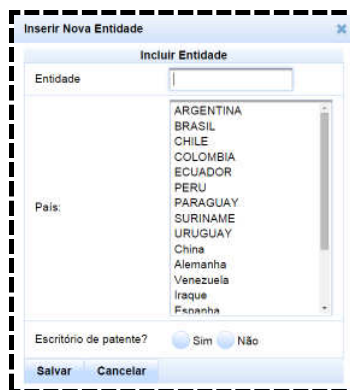 Inserir Nova Entidade
Incluir Entidade
Entidade
País:
ARGENTINA
BRASIL
CHILE
COLOMBIA
ECUADOR
PERU
PARAGUAY
SURINAME
URUGUAY
China
Alemanha
Venezuela
Iraque
Espanha
Escritório de patente? Sim Não
Salvar Cancelar